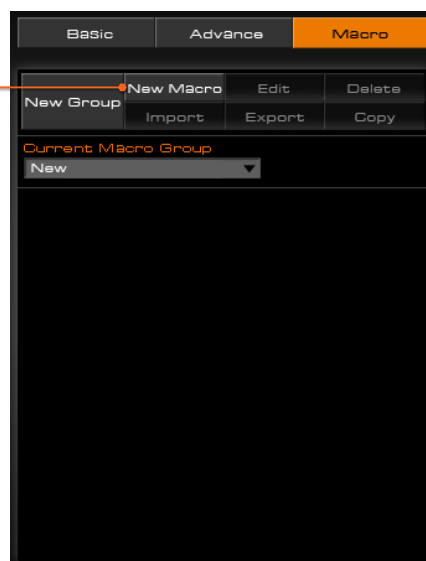 Basic Advance Macro
New Group New Macro Edit Delete
Import Export Copy
Current Macro Group
New